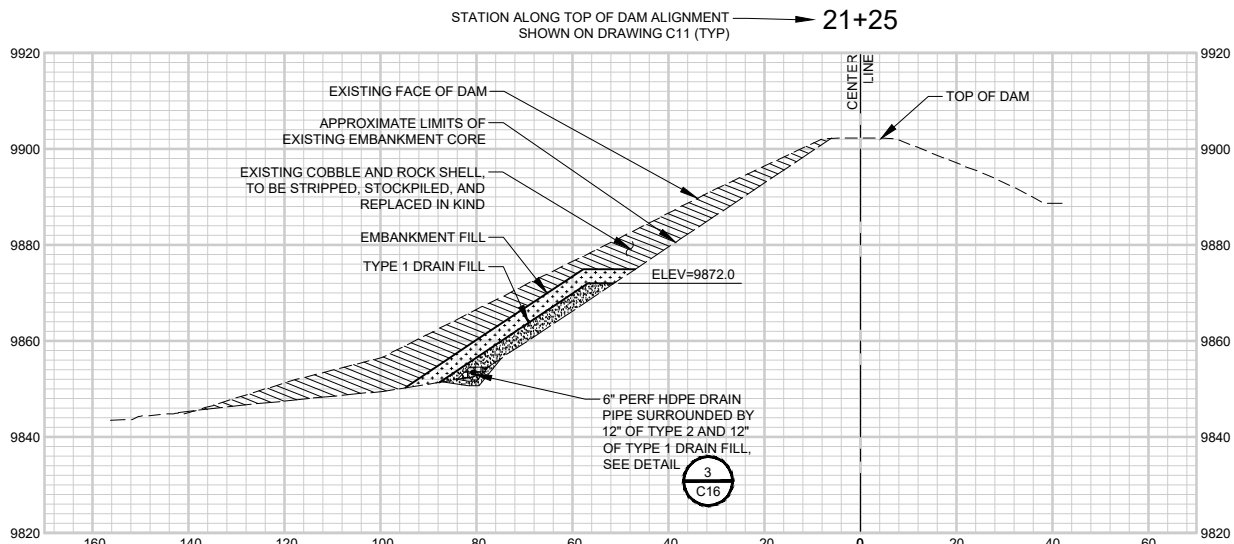 STATION ALONG TOP OF DAM ALIGNMENT
SHOWN ON DRAWING C11 (TYP)
21+25
9920
9920
CENTER
LINE
EXISTING FACE OF DAM
TOP OF DAM
APPROXIMATE LIMITS OF
EXISTING EMBANKMENT CORE
9900
9900
EXISTING COBBLE AND ROCK SHELL,
TO BE STRIPPED, STOCKPILED, AND
REPLACED IN KIND
EMBANKMENT FILL
9880
9880
TYPE 1 DRAIN FILL
ELEV=9872.0
9860
9860
6" PERF HDPE DRAIN
PIPE SURROUNDED BY
12" OF TYPE 2 AND 12"
OF TYPE 1 DRAIN FILL,
SEE DETAIL
3
C16
9840
9840
9820
9820
160 140 120 100 80 60 40 20 0 20 40 60